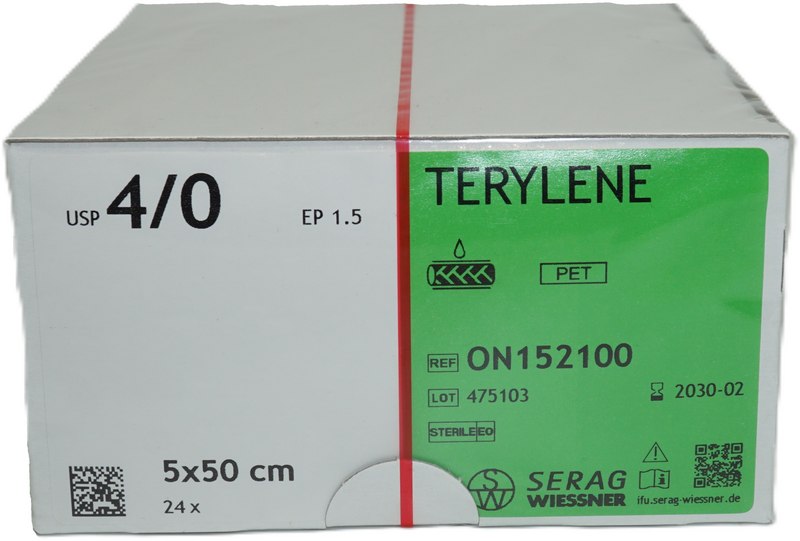 USP 4/0
EP 1.5
5x50 cm
24 x
TERYLENE
PET
REF ON152100
LOT 475103
2030-02
STERILE EO
SW
SERAG
WIESSNER
ifu.serag-wiessner.de